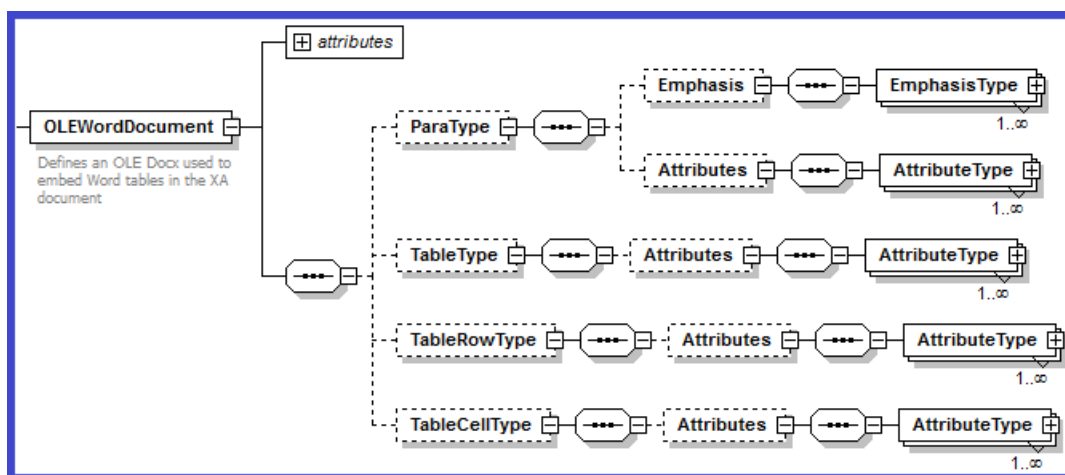 attributes
OLEWordDocument
Defines an OLE Docx used to
embed Word tables in the XA
document
ParaType
Emphasis
EmphasisType
1..∞
Attributes
AttributeType
1..∞
TableType
Attributes
AttributeType
1..∞
TableRowType
Attributes
AttributeType
1..∞
TableCellType
Attributes
AttributeType
1..∞